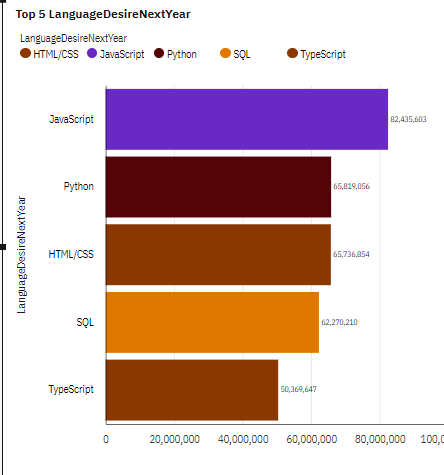 Top 5 LanguageDesireNextYear
LanguageDesireNextYear
HTML/CSS JavaScript Python SQL TypeScript
JavaScript 82,435,603
Python 65,819,056
HTML/CSS 65,736,854
SQL 62,270,210
TypeScript 50,369,647
LanguageDesireNextYear
0 20,000,000 40,000,000 60,000,000 80,000,000 100,0